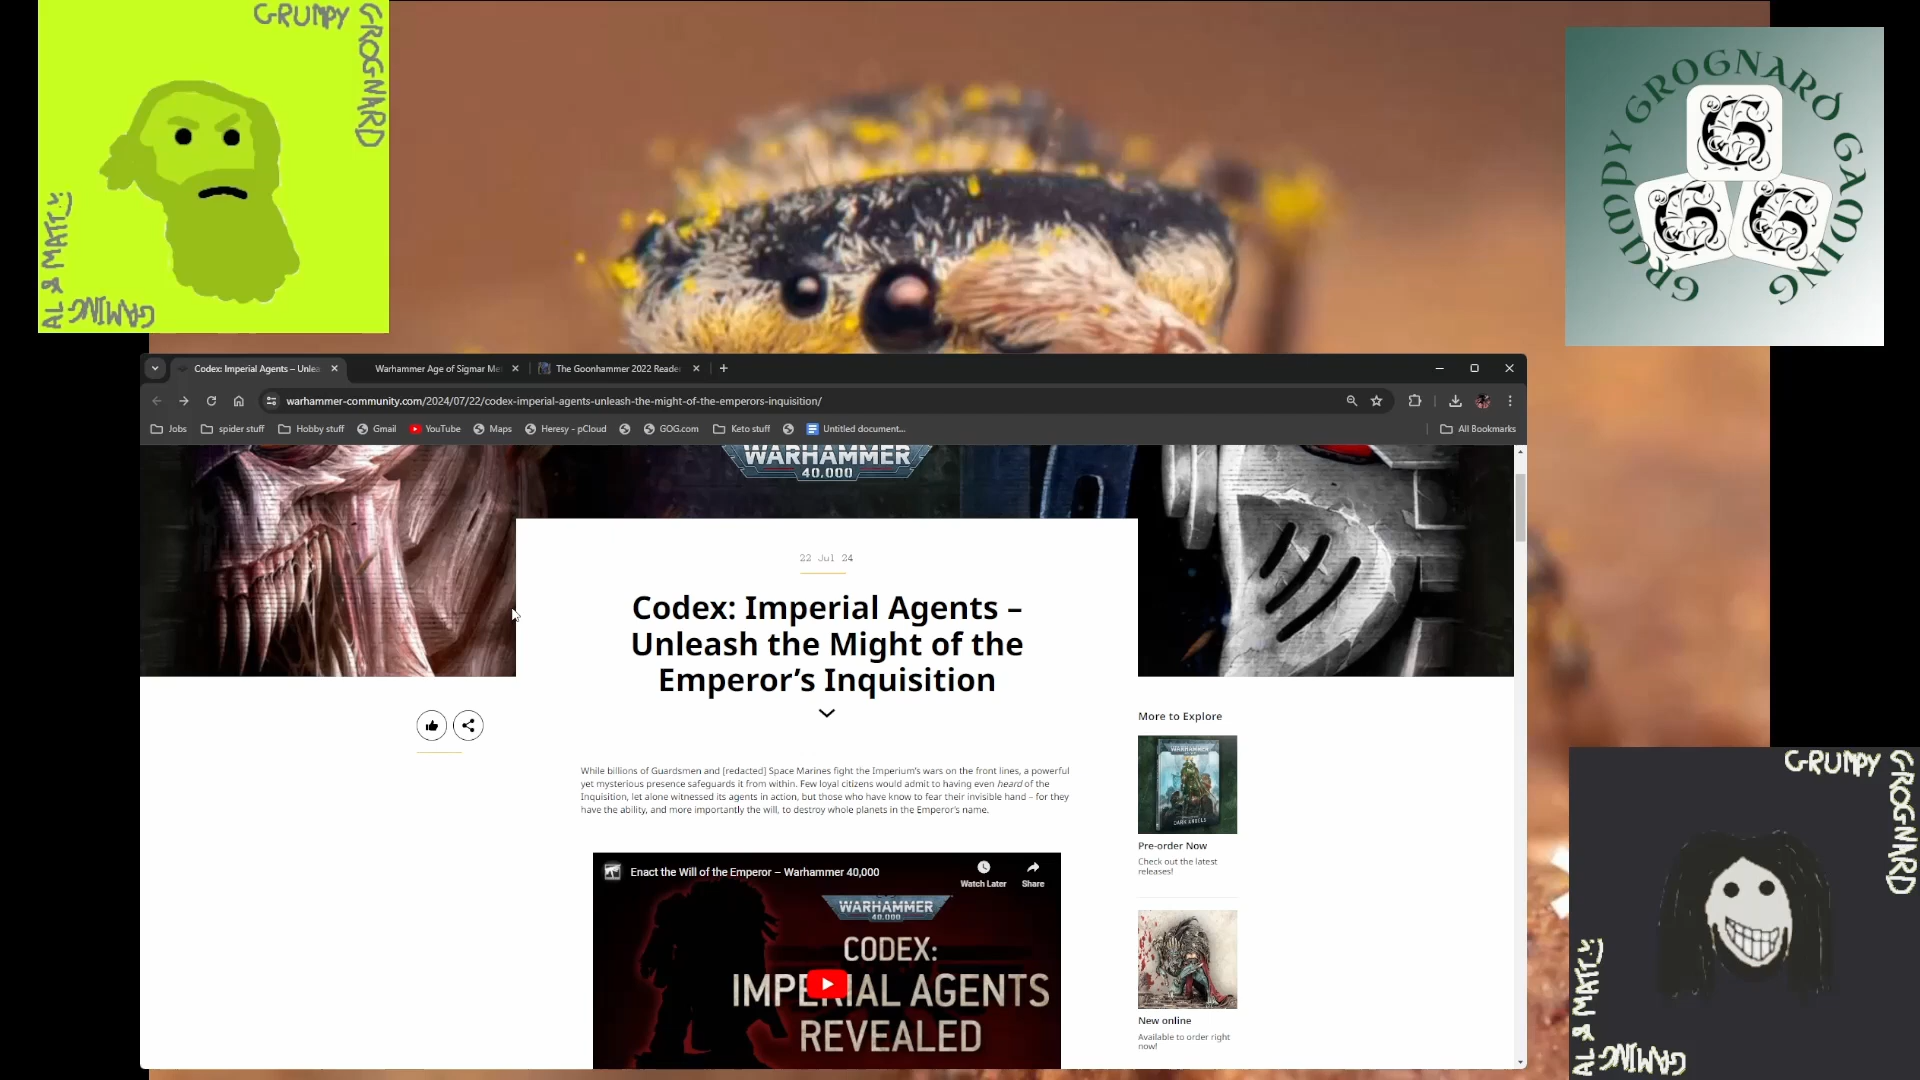 GRUMPY
GROGNARD
AL & MATT
GAMING
GRUMPY GROGNARD GAMING
G
G G
Codex: Imperial Agents – Unlea
Warhammer Age of Sigmar Me
The Goonhammer 2022 Reade
warhammer-community.com/2024/07/22/codex-imperial-agents-unleash-the-might-of-the-emperors-inquisition/
Jobs spider stuff Hobby stuff Gmail YouTube Maps Heresy - pCloud GOG.com Keto stuff Untitled document... All Bookmarks
WARHAMMER
40,000
22 Jul 24
Codex: Imperial Agents –
Unleash the Might of the
Emperor's Inquisition
While billions of Guardsmen and [redacted] Space Marines fight the Imperium's wars on the front lines, a powerful
yet mysterious presence safeguards it from within. Few loyal citizens would admit to having even heard of the
Inquisition, let alone witnessed its agents in action, but those who have know to fear their invisible hand – for they
have the ability, and more importantly the will, to destroy whole planets in the Emperor's name.
Enact the Will of the Emperor – Warhammer 40,000
Watch Later
Share
WARHAMMER
40,000
CODEX:
IMPERIAL AGENTS
REVEALED
More to Explore
WARHAMMER
DARK ANGELS
Pre-order Now
Check out the latest
releases!
New online
Available to order right
now!
GRUMPY
GROGNARD
AL & MATT
GAMING